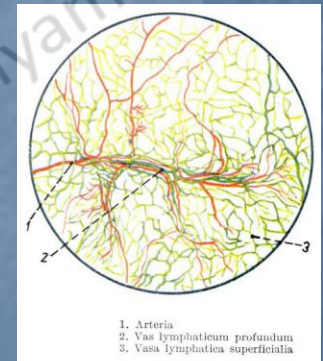 1
2
3
1. Arteria
2. Vas lymphaticum profundum
3. Vasa lymphatica superficialia